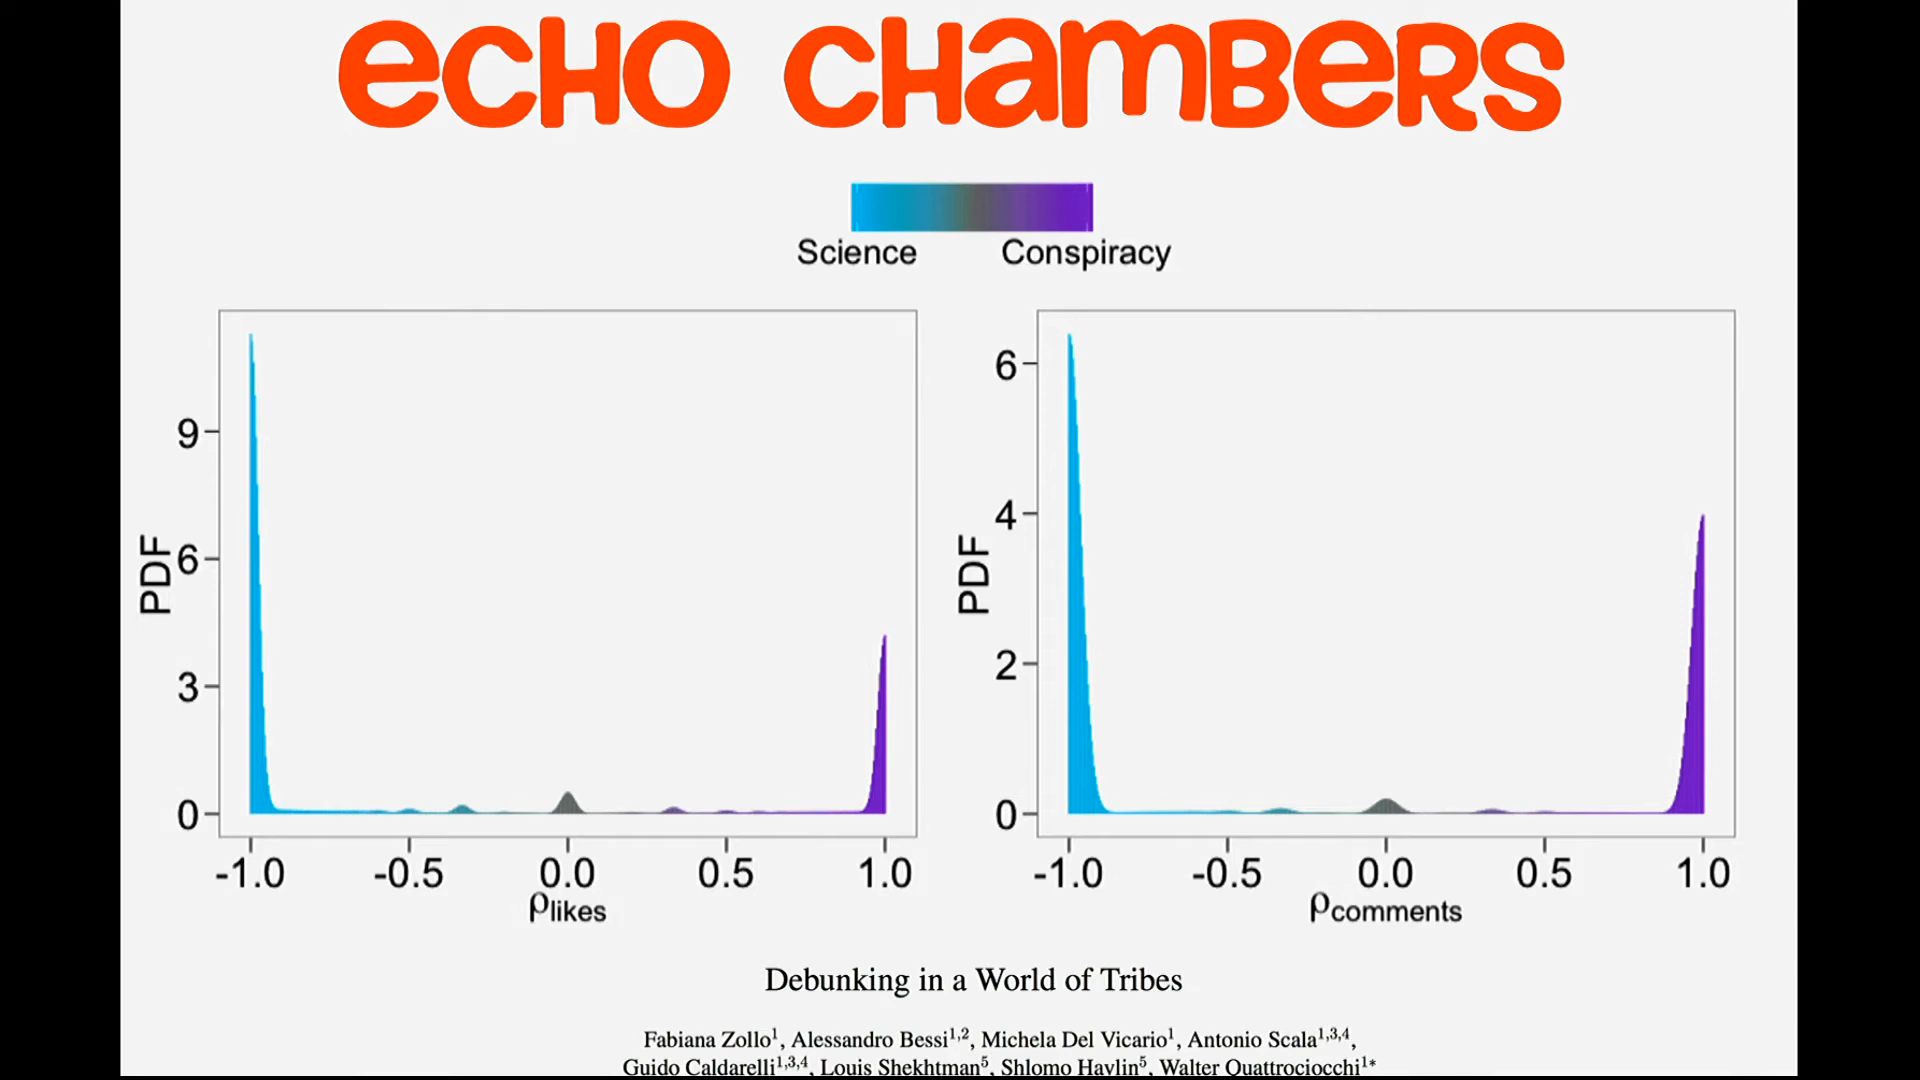 ECHO CHAMBERS
Science Conspiracy
9
6
3
0
PDF
-1.0 -0.5 0.0 0.5 1.0
ρlikes
6
4
2
0
PDF
-1.0 -0.5 0.0 0.5 1.0
ρcomments
Debunking in a World of Tribes
Fabiana Zollo1, Alessandro Bessi1,2, Michela Del Vicario1, Antonio Scala1,3,4,
Guido Caldarelli1,3,4, Louis Shekhtman5, Shlomo Havlin5, Walter Quattrociocchi1*